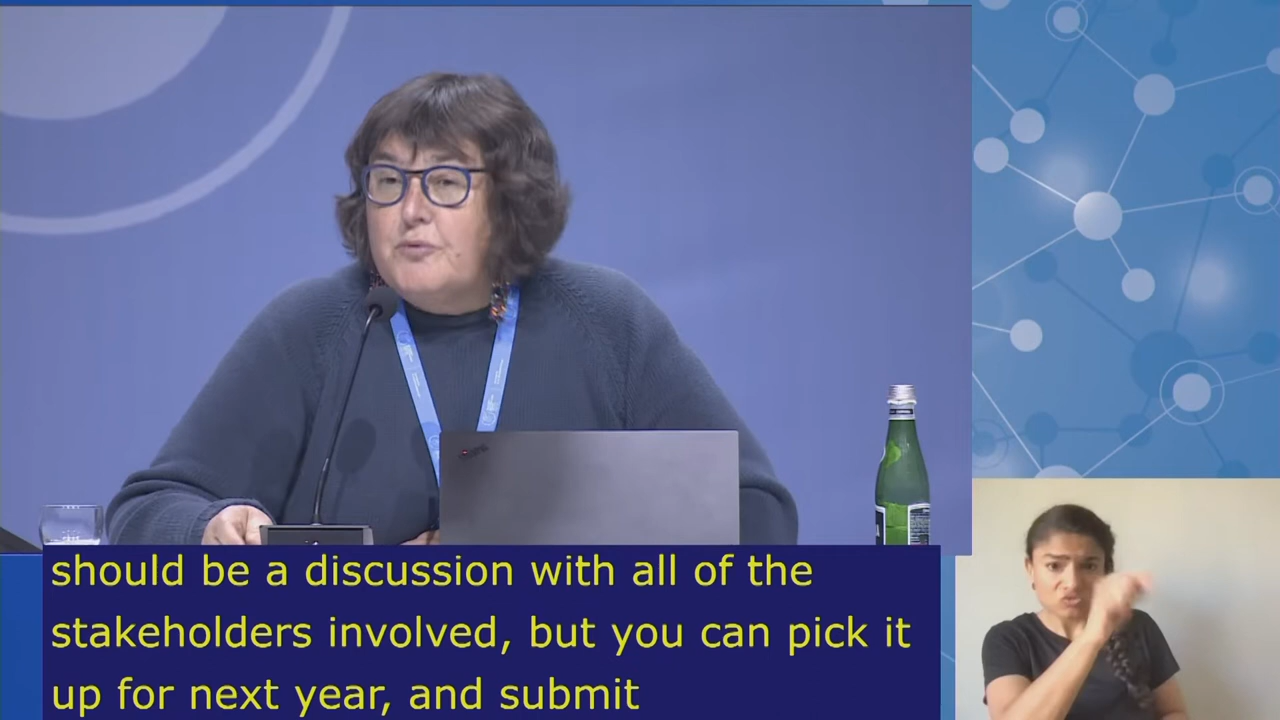 should be a discussion with all of the
stakeholders involved, but you can pick it
up for next year, and submit